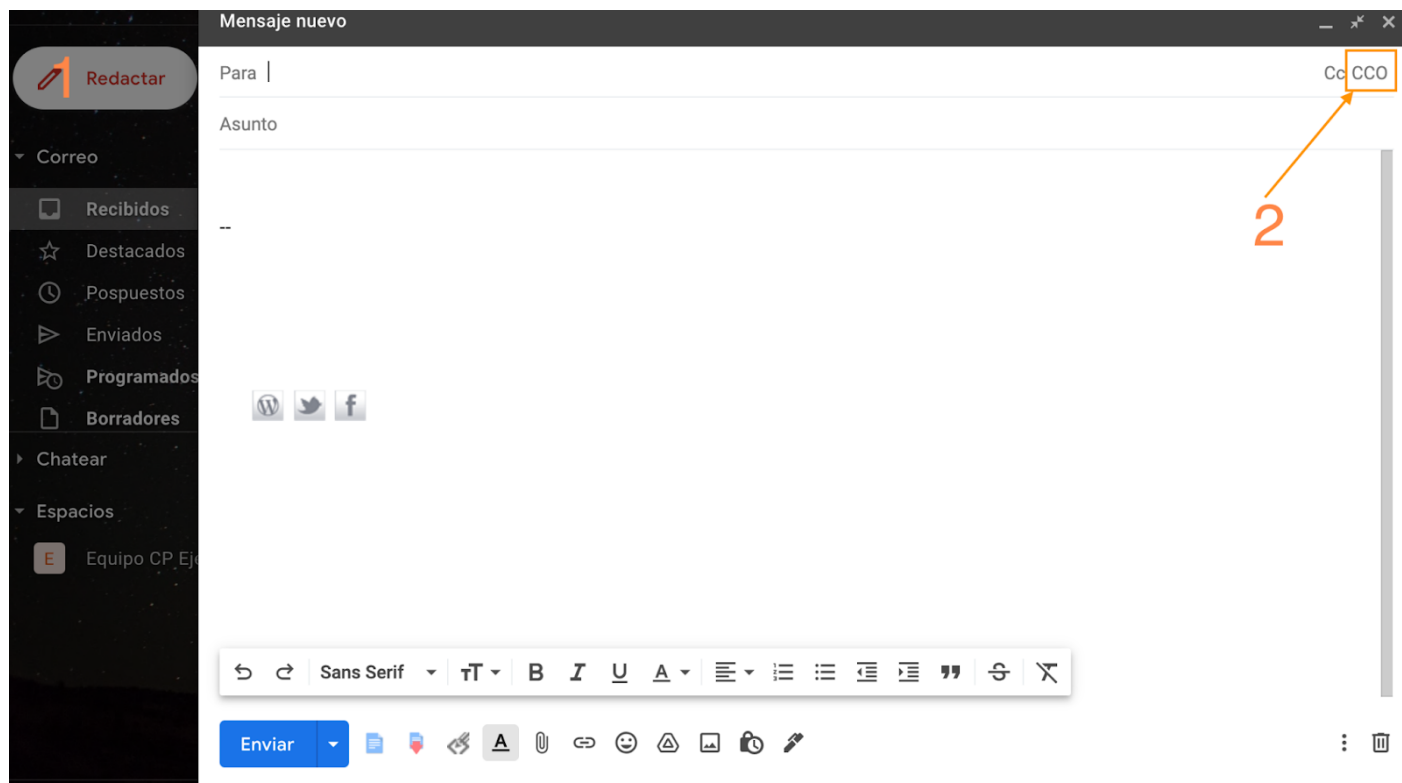 Mensaje nuevo
1 Redactar
Para
Cc CCO
Asunto
2
Correo
Recibidos
Destacados
Pospuestos
Enviados
Programados
Borradores
Chatear
Espacios
E Equipo CP Eje
--
Sans Serif
Enviar